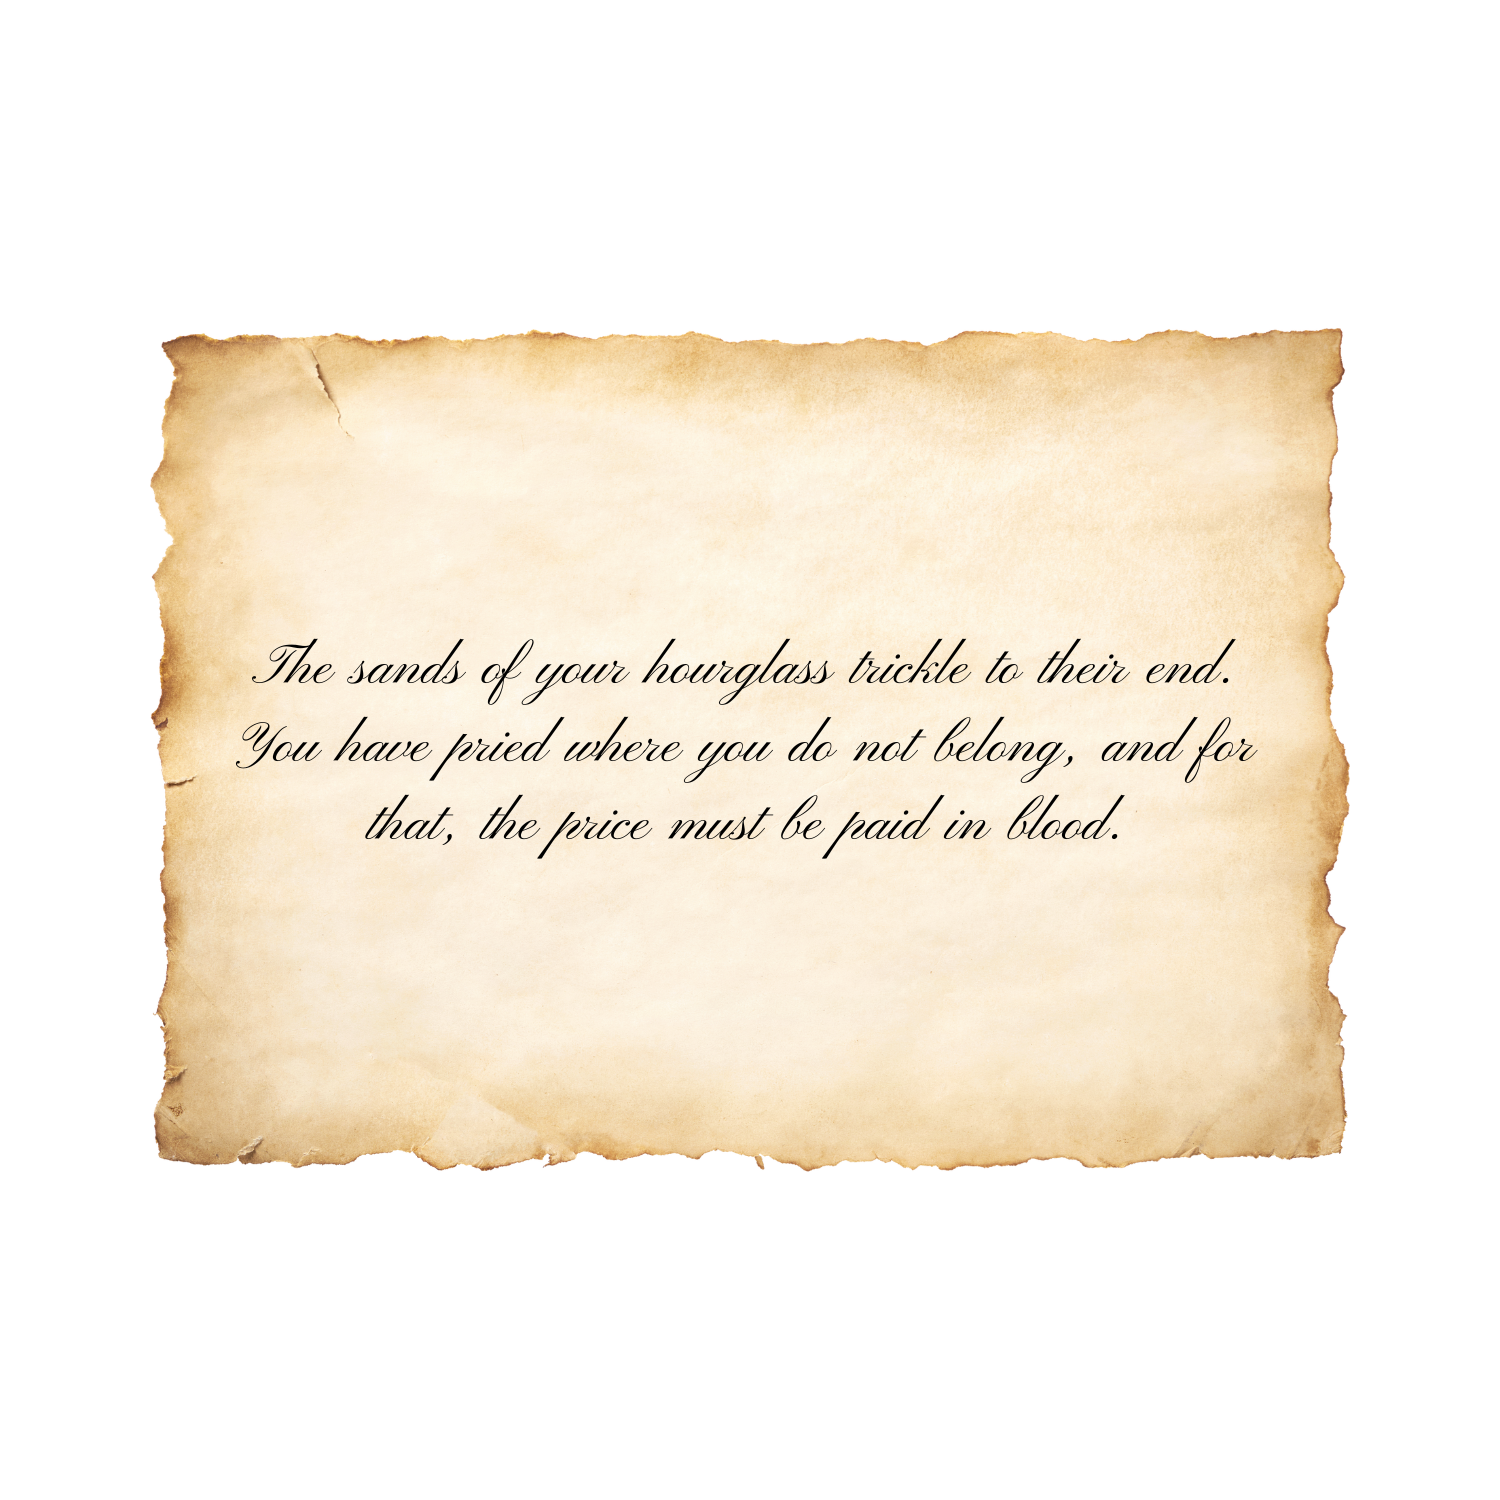 The sands of your hourglass trickle to their end.
You have pried where you do not belong, and for
that, the price must be paid in blood.